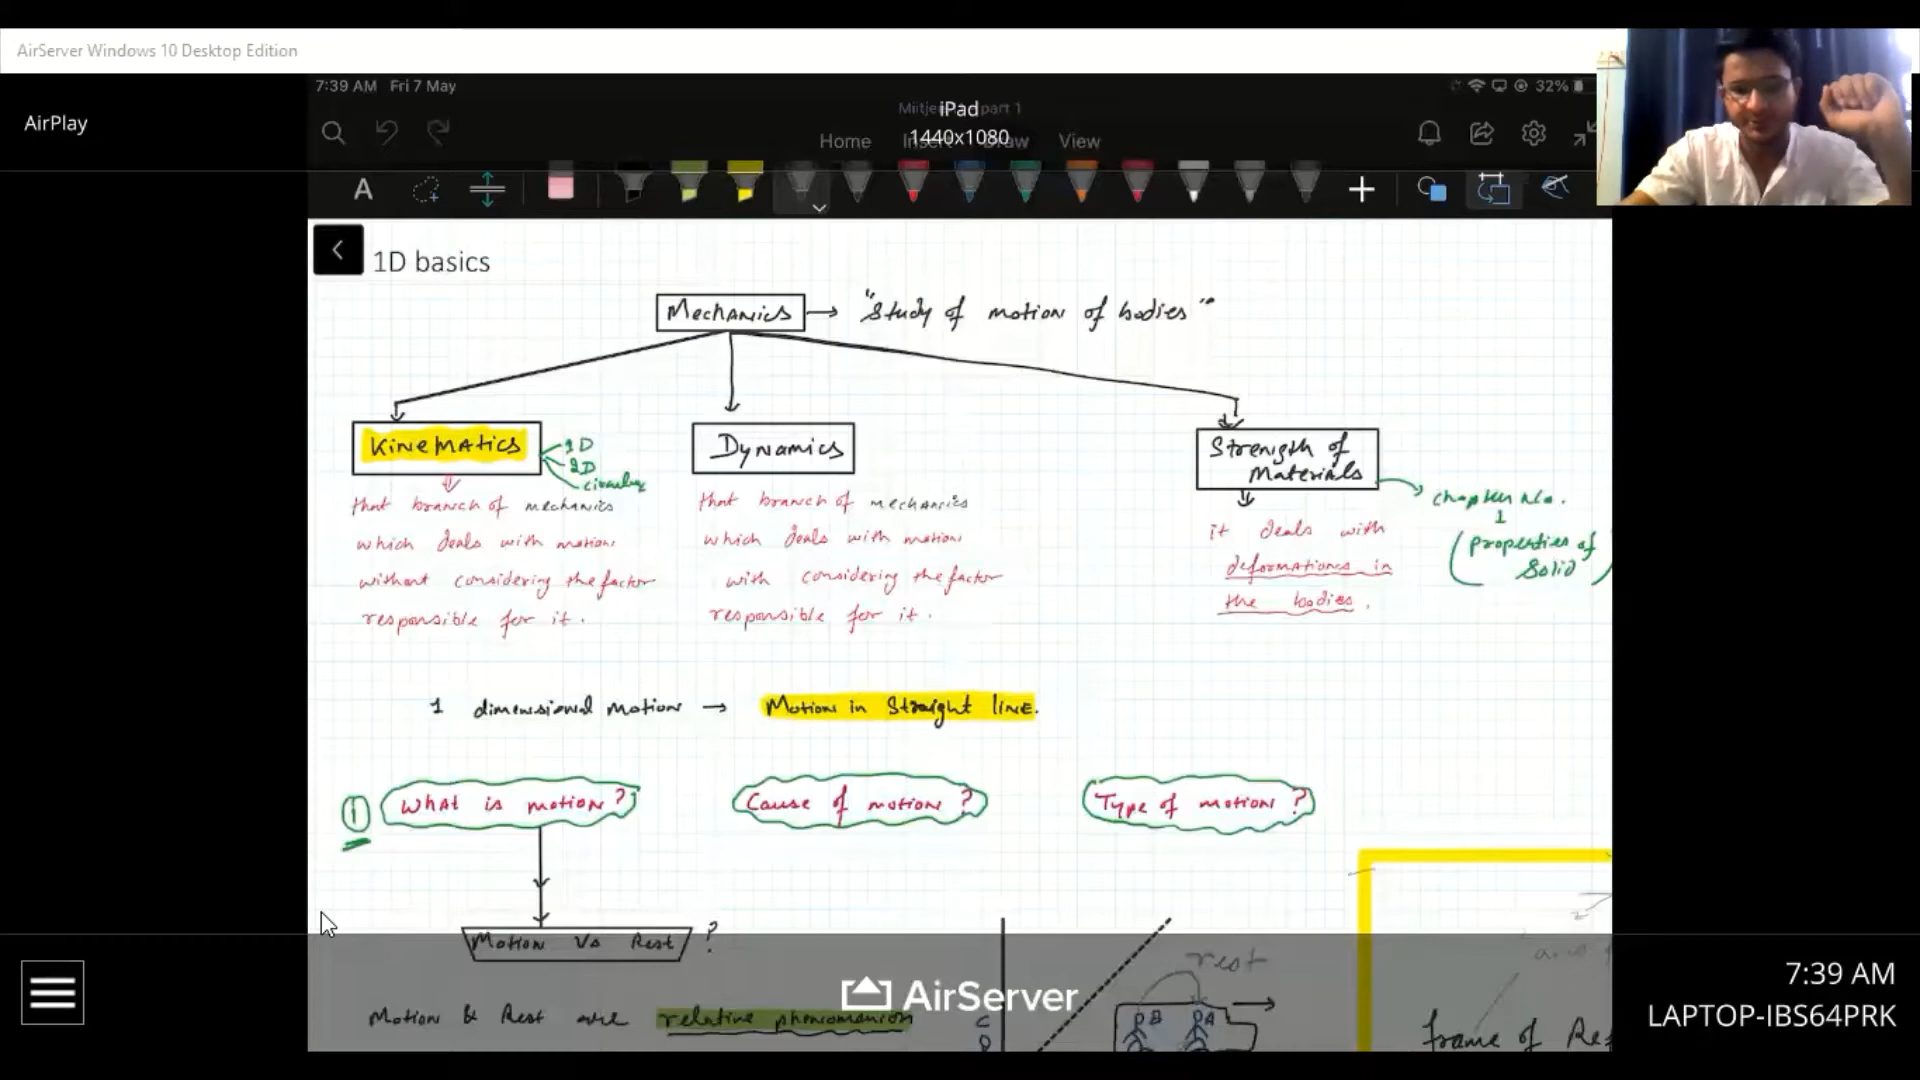 AirServer Windows 10 Desktop Edition
AirPlay
7:39 AM Fri 7 May
32%
part 1
iPad
1440x1080
Home Draw View
A
1D basics
Mechanics → "Study of motion of bodies"
Kinematics
1D
2D
circular
Dynamics
Strength of
Materials
that branch of mechanics
which deals with motion
without considering the factor
responsible for it.
that branch of mechanics
which deals with motion
with considering the factor
responsible for it.
it deals with
deformations in
the bodies.
chapter No.
1
(properties of
Solid)
1 dimensional motion → Motion in Straight line.
1 What is motion?
Cause of motion?
Type of motion?
Motion Vs Rest ?
Motion & Rest are relative phenomenon
rest
B A
frame of
AirServer
7:39 AM
LAPTOP-IBS64PRK